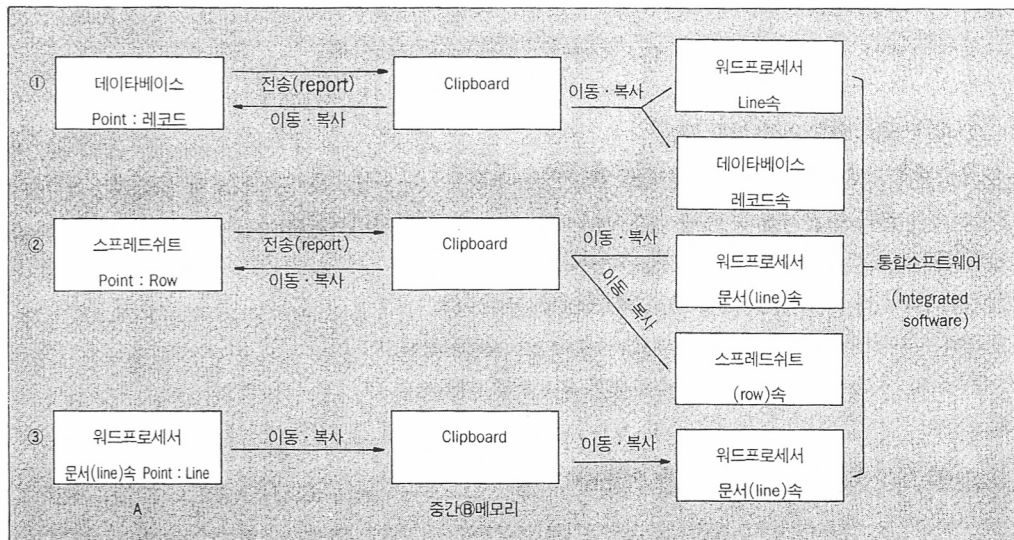 ①
데이타베이스
Point : 레코드
전송(report)
이동 · 복사
Clipboard
이동 · 복사
워드프로세서
Line속
데이타베이스
레코드속
②
스프레드쉬트
Point : Row
전송(report)
이동 · 복사
Clipboard
이동 · 복사
이동 · 복사
워드프로세서
문서(line)속
스프레드쉬트
(row)속
통합소프트웨어
(Integrated
software)
③
워드프로세서
문서(line)속 Point : Line
이동 · 복사
Clipboard
이동 · 복사
워드프로세서
문서(line)속
A
중간Ⓑ메모리